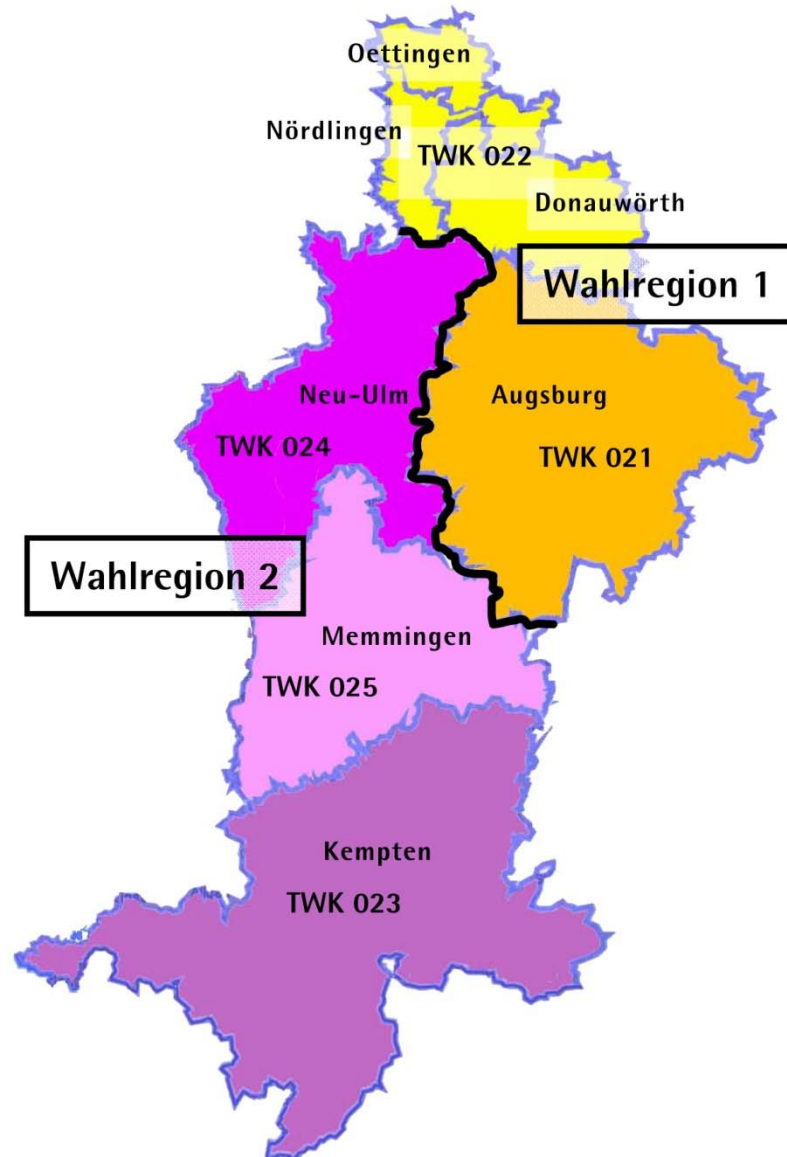 Oettingen
Nördlingen
TWK 022
Donauwörth
Wahlregion 1
Neu-Ulm
Augsburg
TWK 024
TWK 021
Wahlregion 2
Memmingen
TWK 025
Kempten
TWK 023